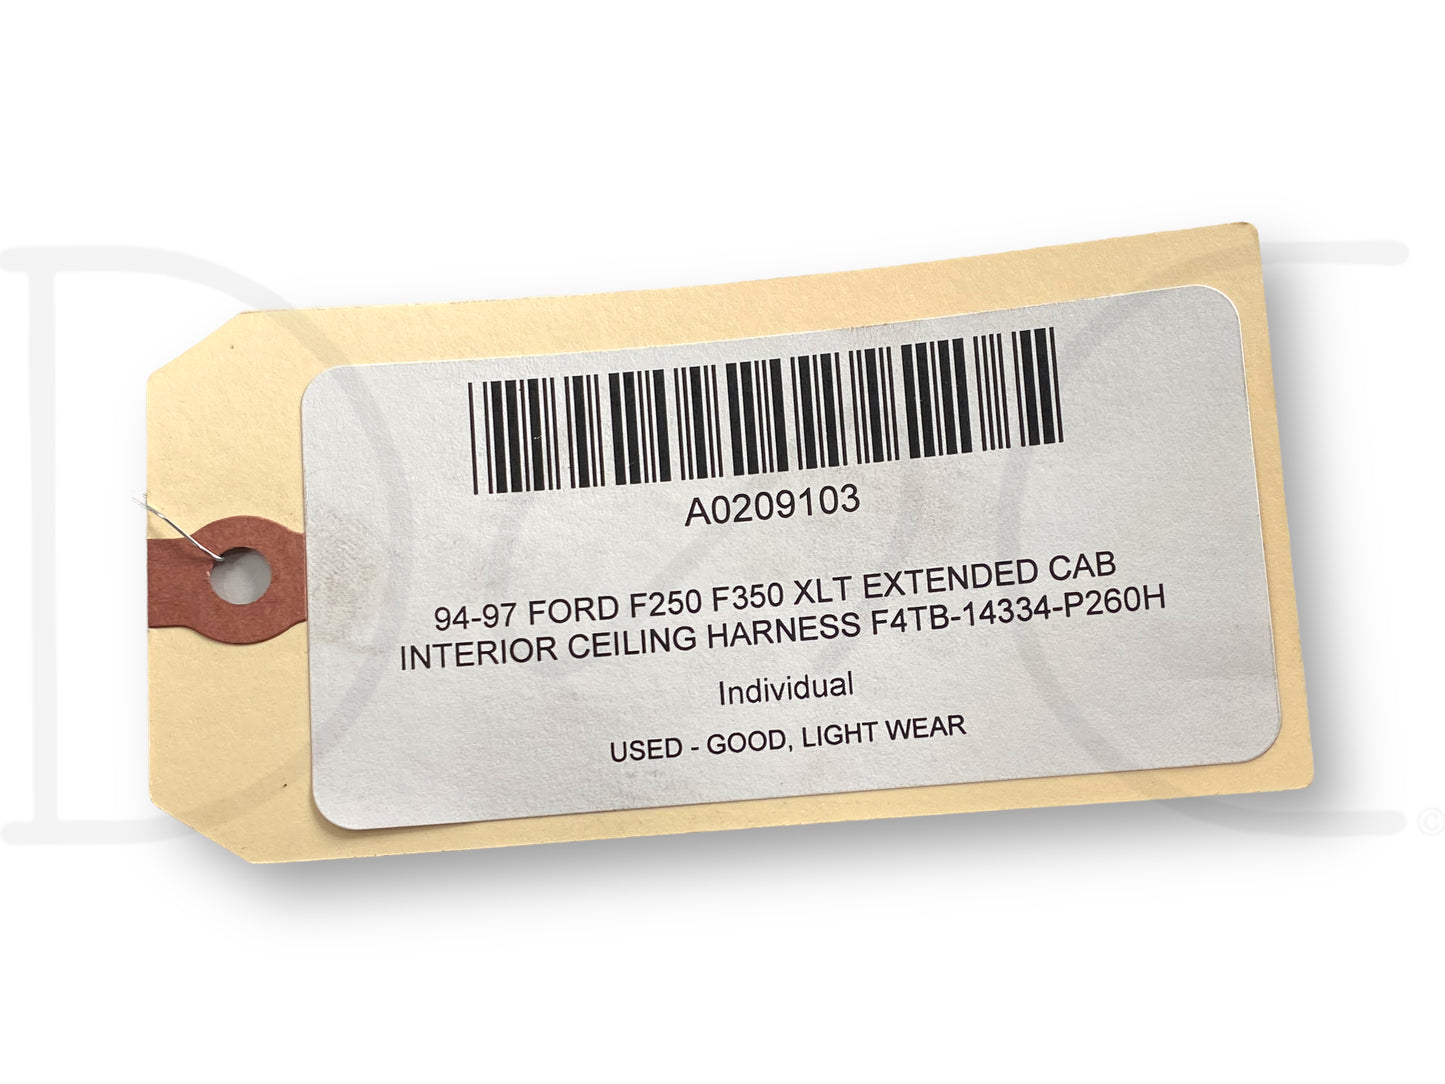 A0209103
94-97 FORD F250 F350 XLT EXTENDED CAB
INTERIOR CEILING HARNESS F4TB-14334-P260H
Individual
USED - GOOD, LIGHT WEAR
©